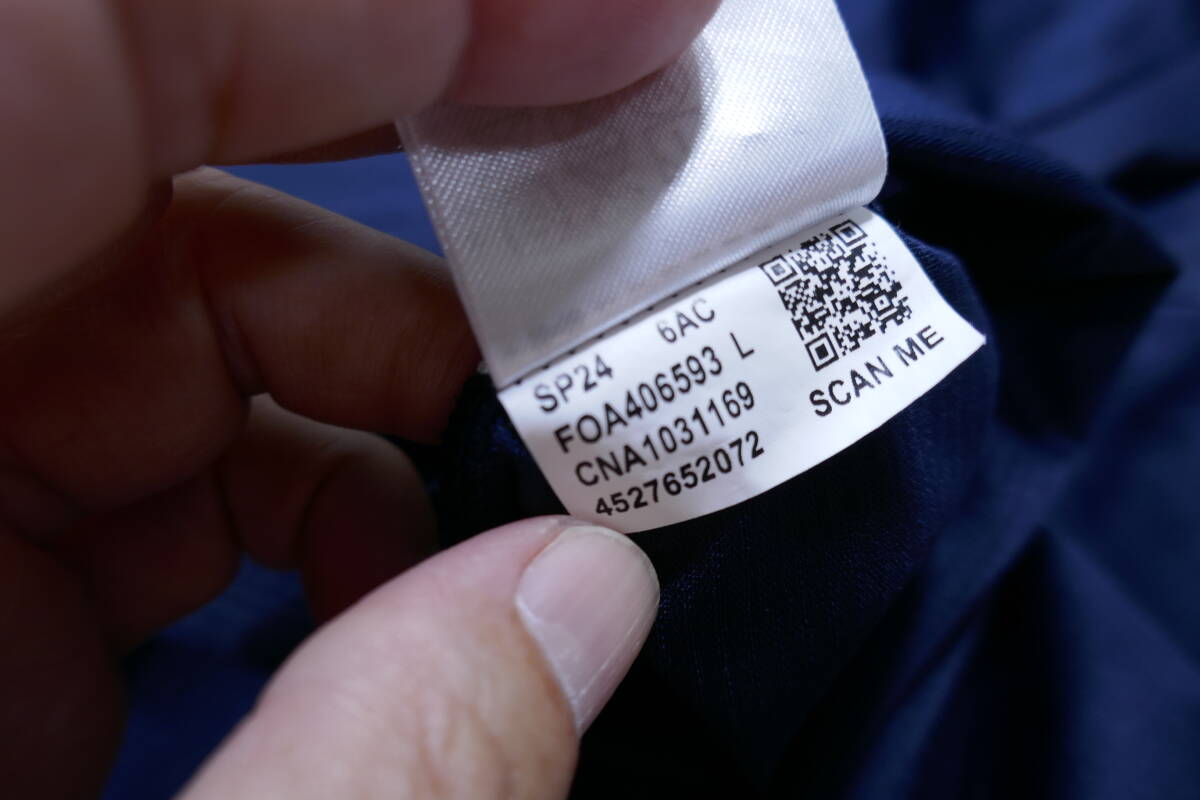 SP24 6AC
FOA406593 L
CNA1031169
4527652072
SCAN ME